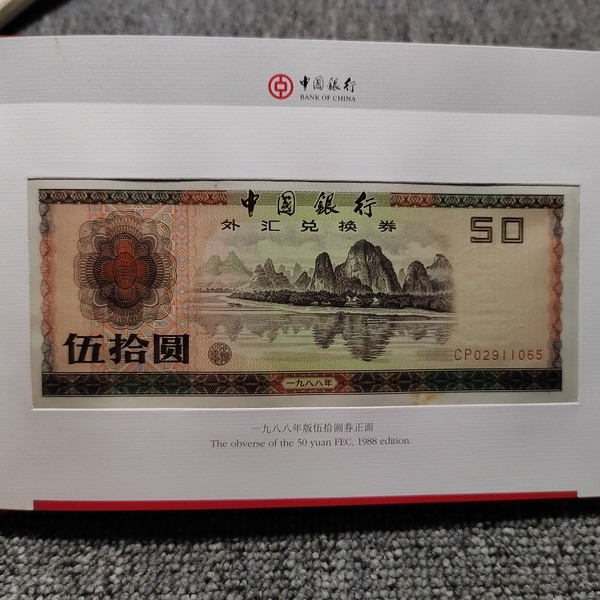 中国银行
BANK OF CHINA
中国银行
外汇兑换券
50
伍拾圆
CP02911065
一九八八年
一九八八年版伍拾圆券正面
The obverse of the 50 yuan FEC, 1988 edition.